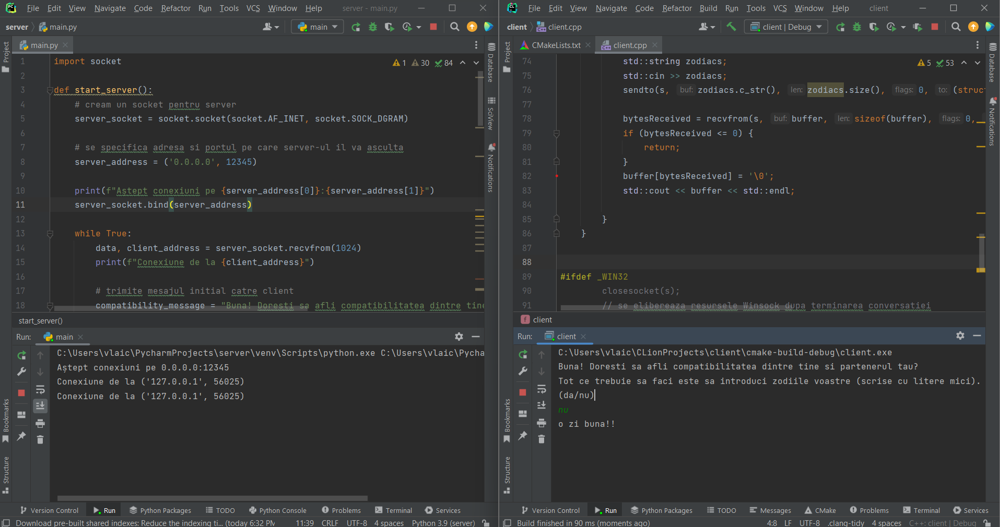 File Edit View Navigate Code Refactor Run Tools VCS Window Help server - main.py
server main.py main
main.py
Project
Database
SciView
Notifications
1 30 84
1 import socket
2
3 def start_server():
4 # cream un socket pentru server
5 server_socket = socket.socket(socket.AF_INET, socket.SOCK_DGRAM)
6
7 # se specifica adresa si portul pe care server-ul il va asculta
8 server_address = ('0.0.0.0', 12345)
9
10 print(f"Aștept conexiuni pe {server_address[0]}:{server_address[1]}")
11 server_socket.bind(server_address)
12
13 while True:
14 data, client_address = server_socket.recvfrom(1024)
15 print(f"Conexiune de la {client_address}")
16
17 # trimite mesajul initial catre client
18 compatibility_message = "Buna! Doresti sa afli compatibilitatea dintre tine
start_server()
Run: main
C:\Users\vlaic\PycharmProjects\server\venv\Scripts\python.exe C:\Users\vlaic\Pycha
Aștept conexiuni pe 0.0.0.0:12345
Conexiune de la ('127.0.0.1', 56025)
Conexiune de la ('127.0.0.1', 56025)
Bookmarks
Structure
Version Control Run Python Packages TODO Python Console Problems Terminal Services
Download pre-built shared indexes: Reduce the indexing ti... (today 6:32 PM 11:39 CRLF UTF-8 4 spaces Python 3.9 (server)
File Edit View Navigate Code Refactor Build Run Tools VCS Window Help client
client client.cpp client | Debug
CMakeLists.txt client.cpp
Project
Database
Notifications
5 53
74 std::string zodiacs;
75 std::cin >> zodiacs;
76 sendto(s, buf: zodiacs.c_str(), len: zodiacs.size(), flags: 0, to: (struct
77
78 bytesReceived = recvfrom(s, buf: buffer, len: sizeof(buffer), flags: 0,
79 if (bytesReceived <= 0) {
80 return;
81 }
82 buffer[bytesReceived] = '\0';
83 std::cout << buffer << std::endl;
84
85 }
86 }
87
88
89 #ifdef _WIN32
90 closesocket(s);
91 // se elibereaza resursele Winsock dupa terminarea conversatiei
f client
Run: client
C:\Users\vlaic\CLionProjects\client\cmake-build-debug\client.exe
Buna! Doresti sa afli compatibilitatea dintre tine si partenerul tau?
Tot ce trebuie sa faci este sa introduci zodiile voastre (scrise cu litere mici).
(da/nu)
nu
o zi buna!!
Bookmarks
Structure
Version Control Run Python Packages TODO Messages CMake Problems Terminal Services
Build finished in 90 ms (moments ago) 4:8 LF UTF-8 .clang-tidy 4 spaces C++: client | Debug